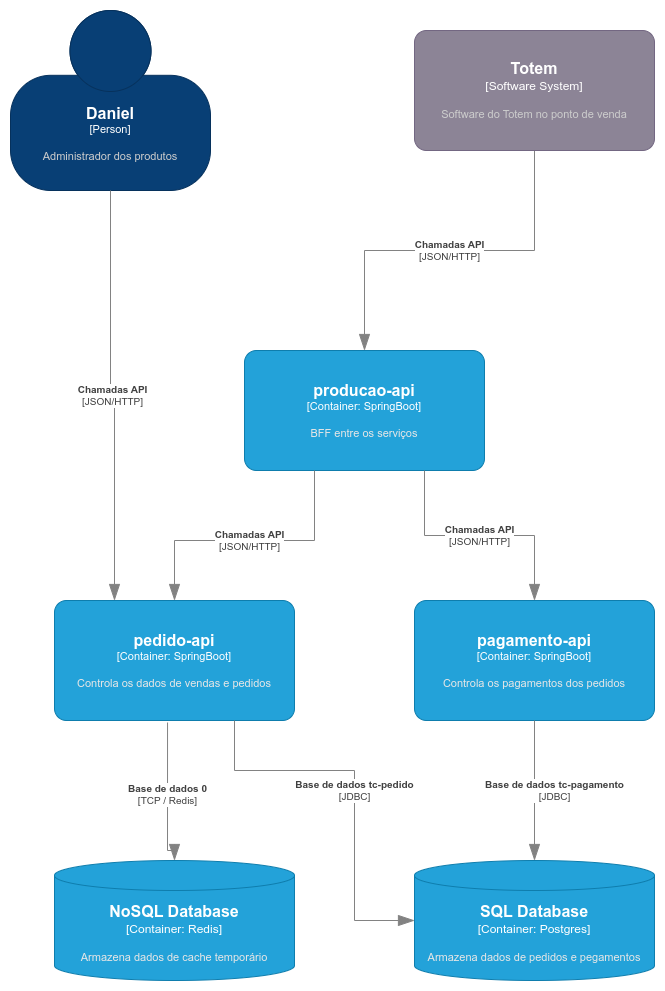 Daniel
[Person]
Administrador dos produtos
Totem
[Software System]
Software do Totem no ponto de venda
Chamadas API
[JSON/HTTP]
producao-api
[Container: SpringBoot]
BFF entre os serviços
Chamadas API
[JSON/HTTP]
Chamadas API
[JSON/HTTP]
Chamadas API
[JSON/HTTP]
pedido-api
[Container: SpringBoot]
Controla os dados de vendas e pedidos
pagamento-api
[Container: SpringBoot]
Controla os pagamentos dos pedidos
Base de dados 0
[TCP / Redis]
Base de dados tc-pedido
[JDBC]
Base de dados tc-pagamento
[JDBC]
NoSQL Database
[Container: Redis]
Armazena dados de cache temporário
SQL Database
[Container: Postgres]
Armazena dados de pedidos e pegamentos